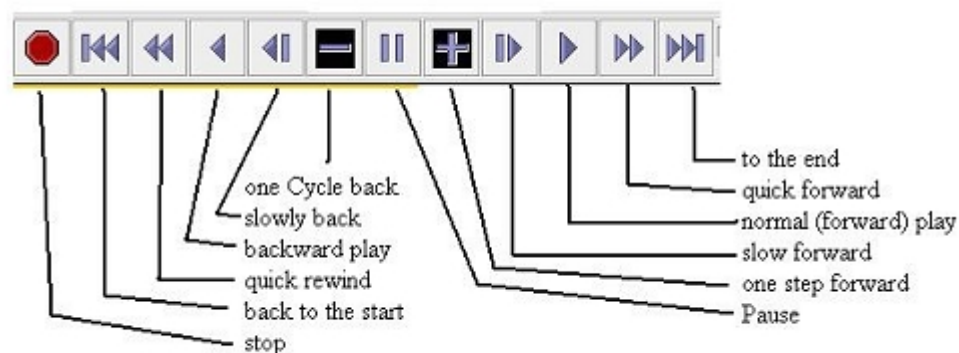 one Cycle back
slowly back
backward play
quick rewind
back to the start
stop
to the end
quick forward
normal (forward) play
slow forward
one step forward
Pause